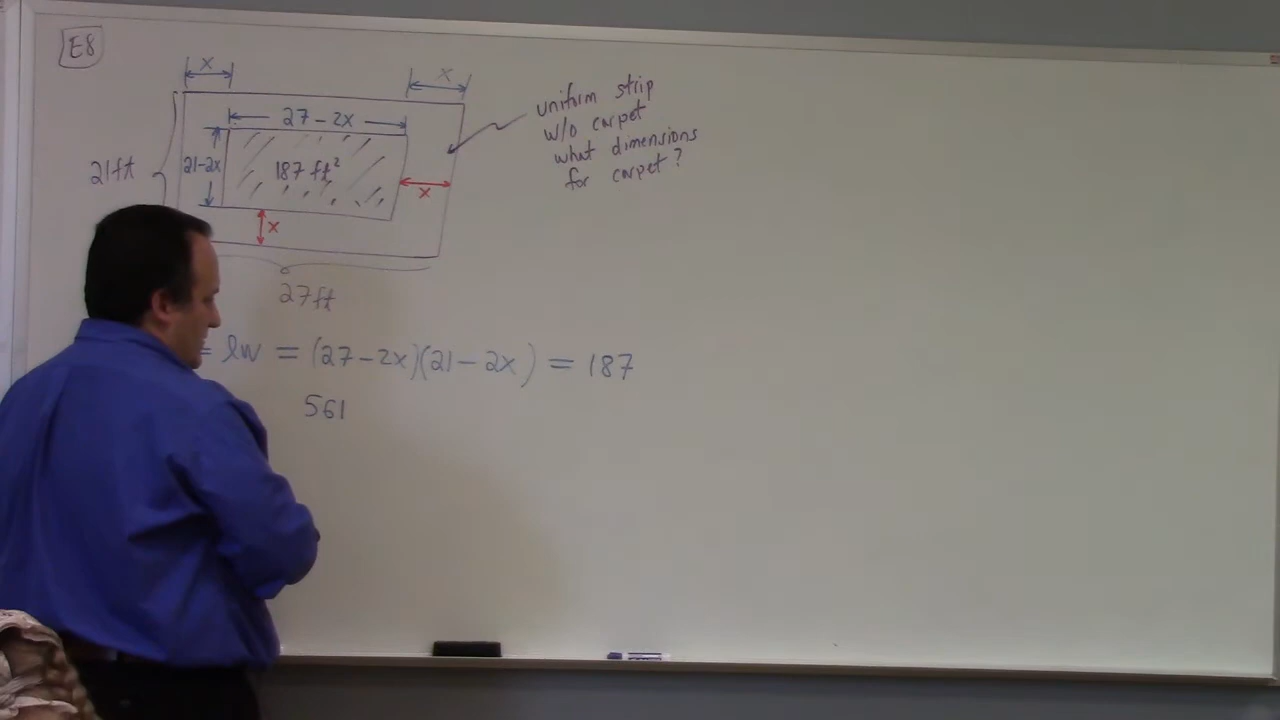 E8
x
x
27 - 2x
21ft
21-2x
187 ft²
x
x
27ft
uniform strip
w/o carpet
what dimensions
for carpet?
= lw = (27 - 2x)(21 - 2x) = 187
561